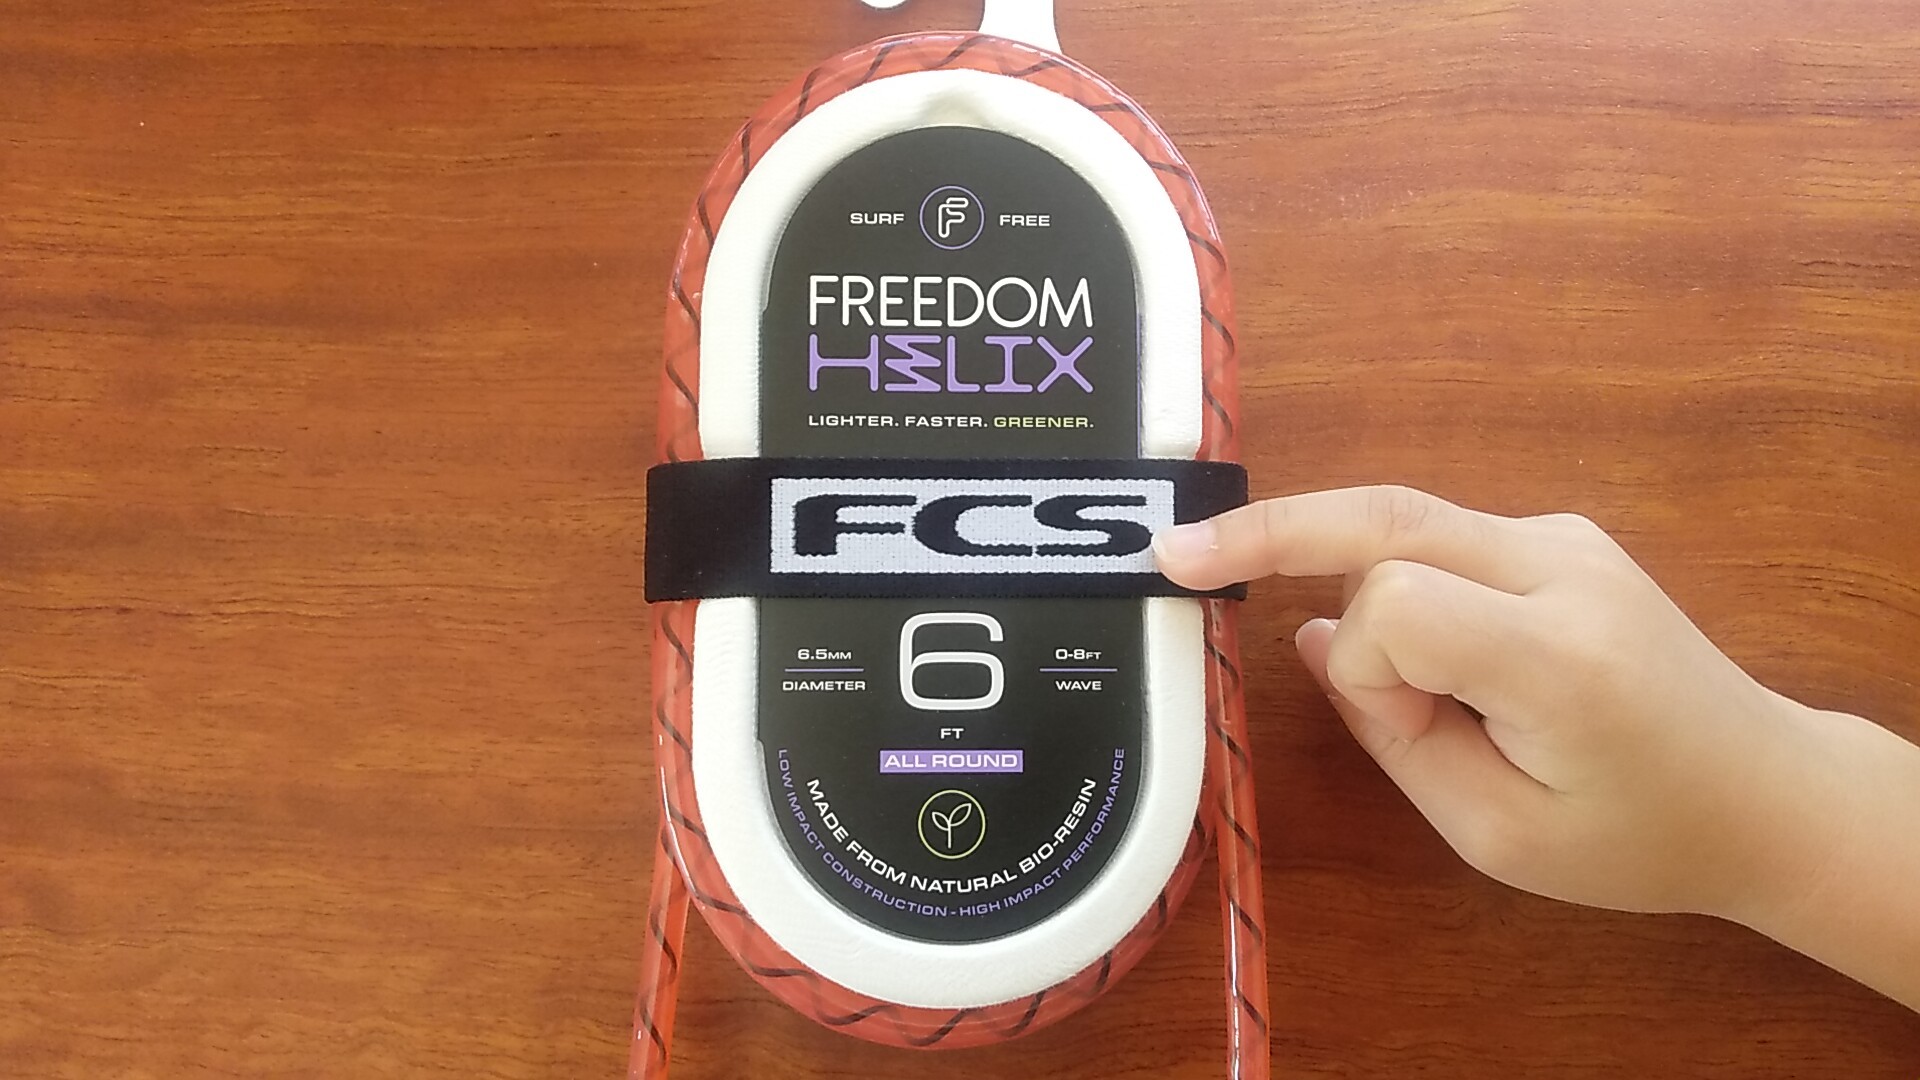 SURF F FREE
FREEDOM
HELIX
LIGHTER. FASTER. GREENER.
FCS
6.5MM
DIAMETER
6
FT
0-8FT
WAVE
ALL ROUND
MADE FROM NATURAL BIO-RESIN
LOW IMPACT CONSTRUCTION - HIGH IMPACT PERFORMANCE